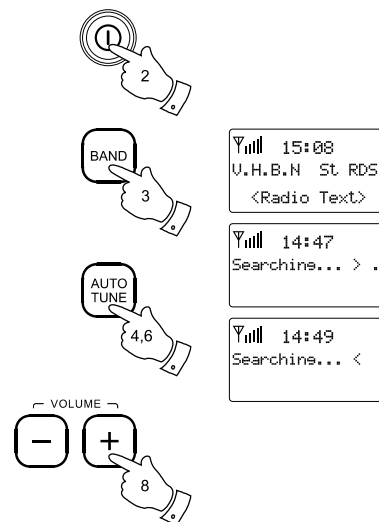 2
BAND
3
15:08
V.H.B.N St RDS
<Radio Text>
14:47
Searching... > .
AUTO
TUNE
4,6
14:49
Searching... <
VOLUME
− +
8